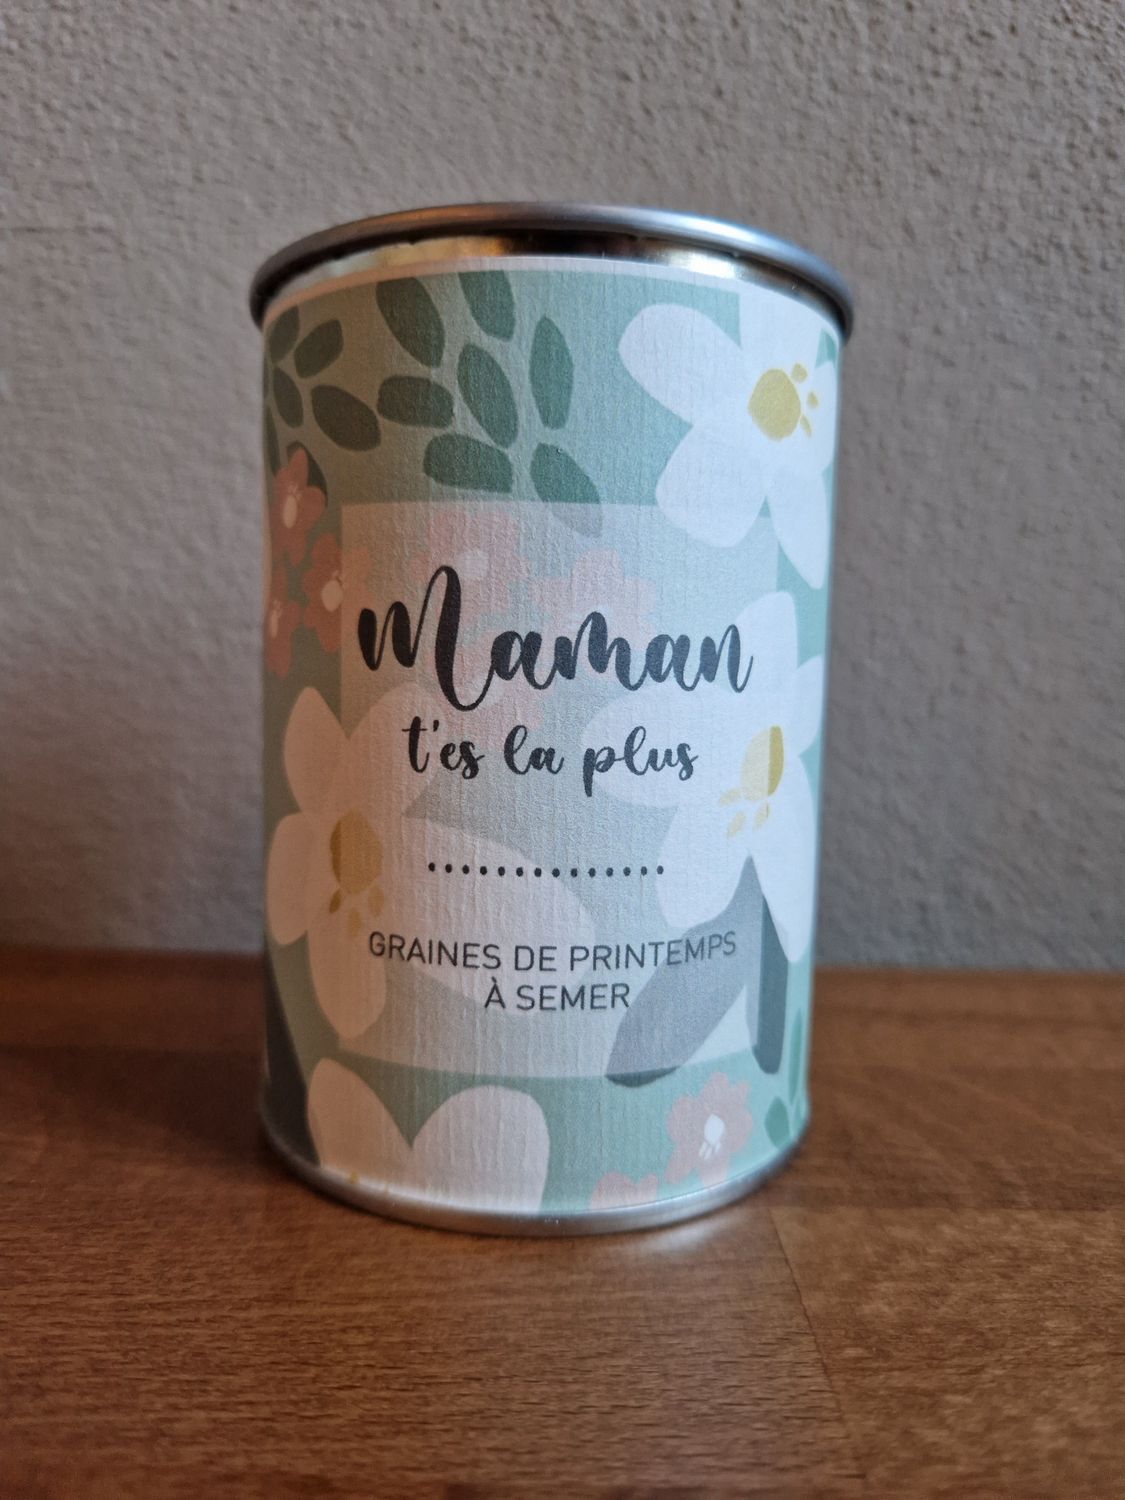 Maman
t'es la plus
..............
GRAINES DE PRINTEMPS
À SEMER